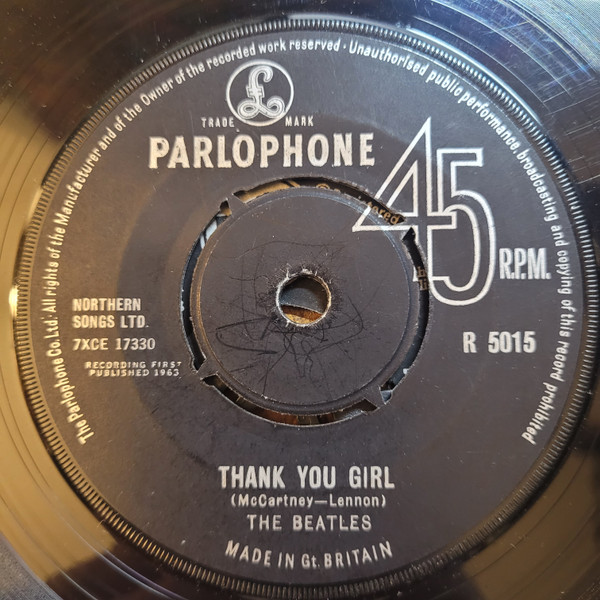 The Parlophone Co. Ltd. All rights of the Manufacturer and of the Owner of the recorded work reserved · Unauthorised public performance, broadcasting and copying of this record prohibited
£
TRADE MARK
PARLOPHONE
45 R.P.M.
NORTHERN
SONGS LTD.
7XCE 17330
R 5015
RECORDING FIRST
PUBLISHED 1963
THANK YOU GIRL
(McCartney—Lennon)
THE BEATLES
MADE IN Gt. BRITAIN